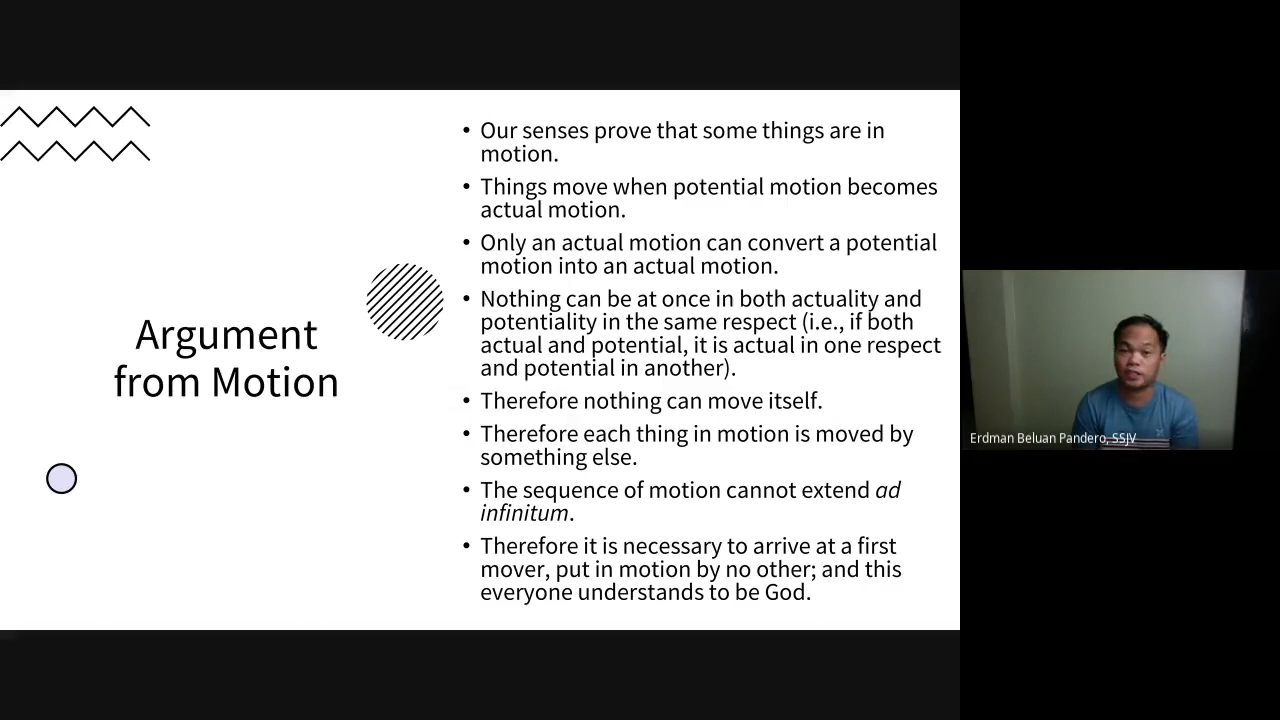 Argument
from Motion
• Our senses prove that some things are in
motion.
• Things move when potential motion becomes
actual motion.
• Only an actual motion can convert a potential
motion into an actual motion.
• Nothing can be at once in both actuality and
potentiality in the same respect (i.e., if both
actual and potential, it is actual in one respect
and potential in another).
• Therefore nothing can move itself.
• Therefore each thing in motion is moved by
something else.
• The sequence of motion cannot extend ad
infinitum.
• Therefore it is necessary to arrive at a first
mover, put in motion by no other; and this
everyone understands to be God.
Erdman Beluan Pandero, SSJV